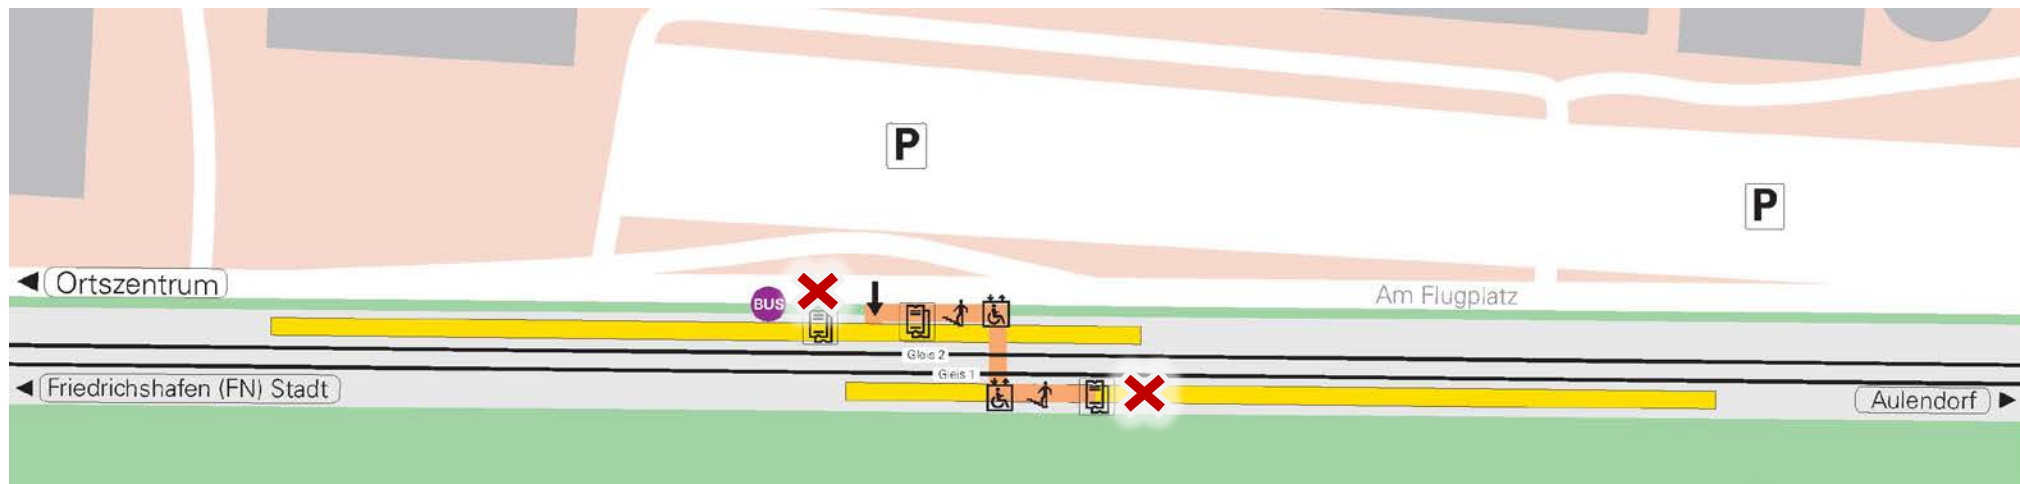 P
P
Ortszentrum
BUS
Am Flugplatz
Gleis 2
Gleis 1
Friedrichshafen (FN) Stadt
Aulendorf